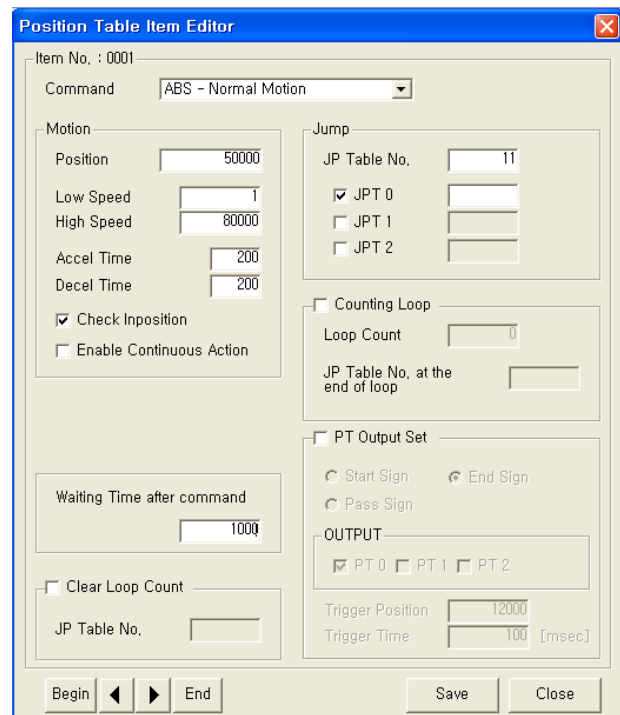 Position Table Item Editor
Item No, : 0001
Command ABS - Normal Motion
Motion
Position 50000
Low Speed 1
High Speed 80000
Accel Time 200
Decel Time 200
Check Inposition
Enable Continuous Action
Waiting Time after command
1000
Clear Loop Count
JP Table No,
Jump
JP Table No, 11
JPT 0
JPT 1
JPT 2
Counting Loop
Loop Count 0
JP Table No, at the
end of loop
PT Output Set
Start Sign End Sign
Pass Sign
OUTPUT
PT 0 PT 1 PT 2
Trigger Position 12000
Trigger Time 100 [msec]
Begin End Save Close